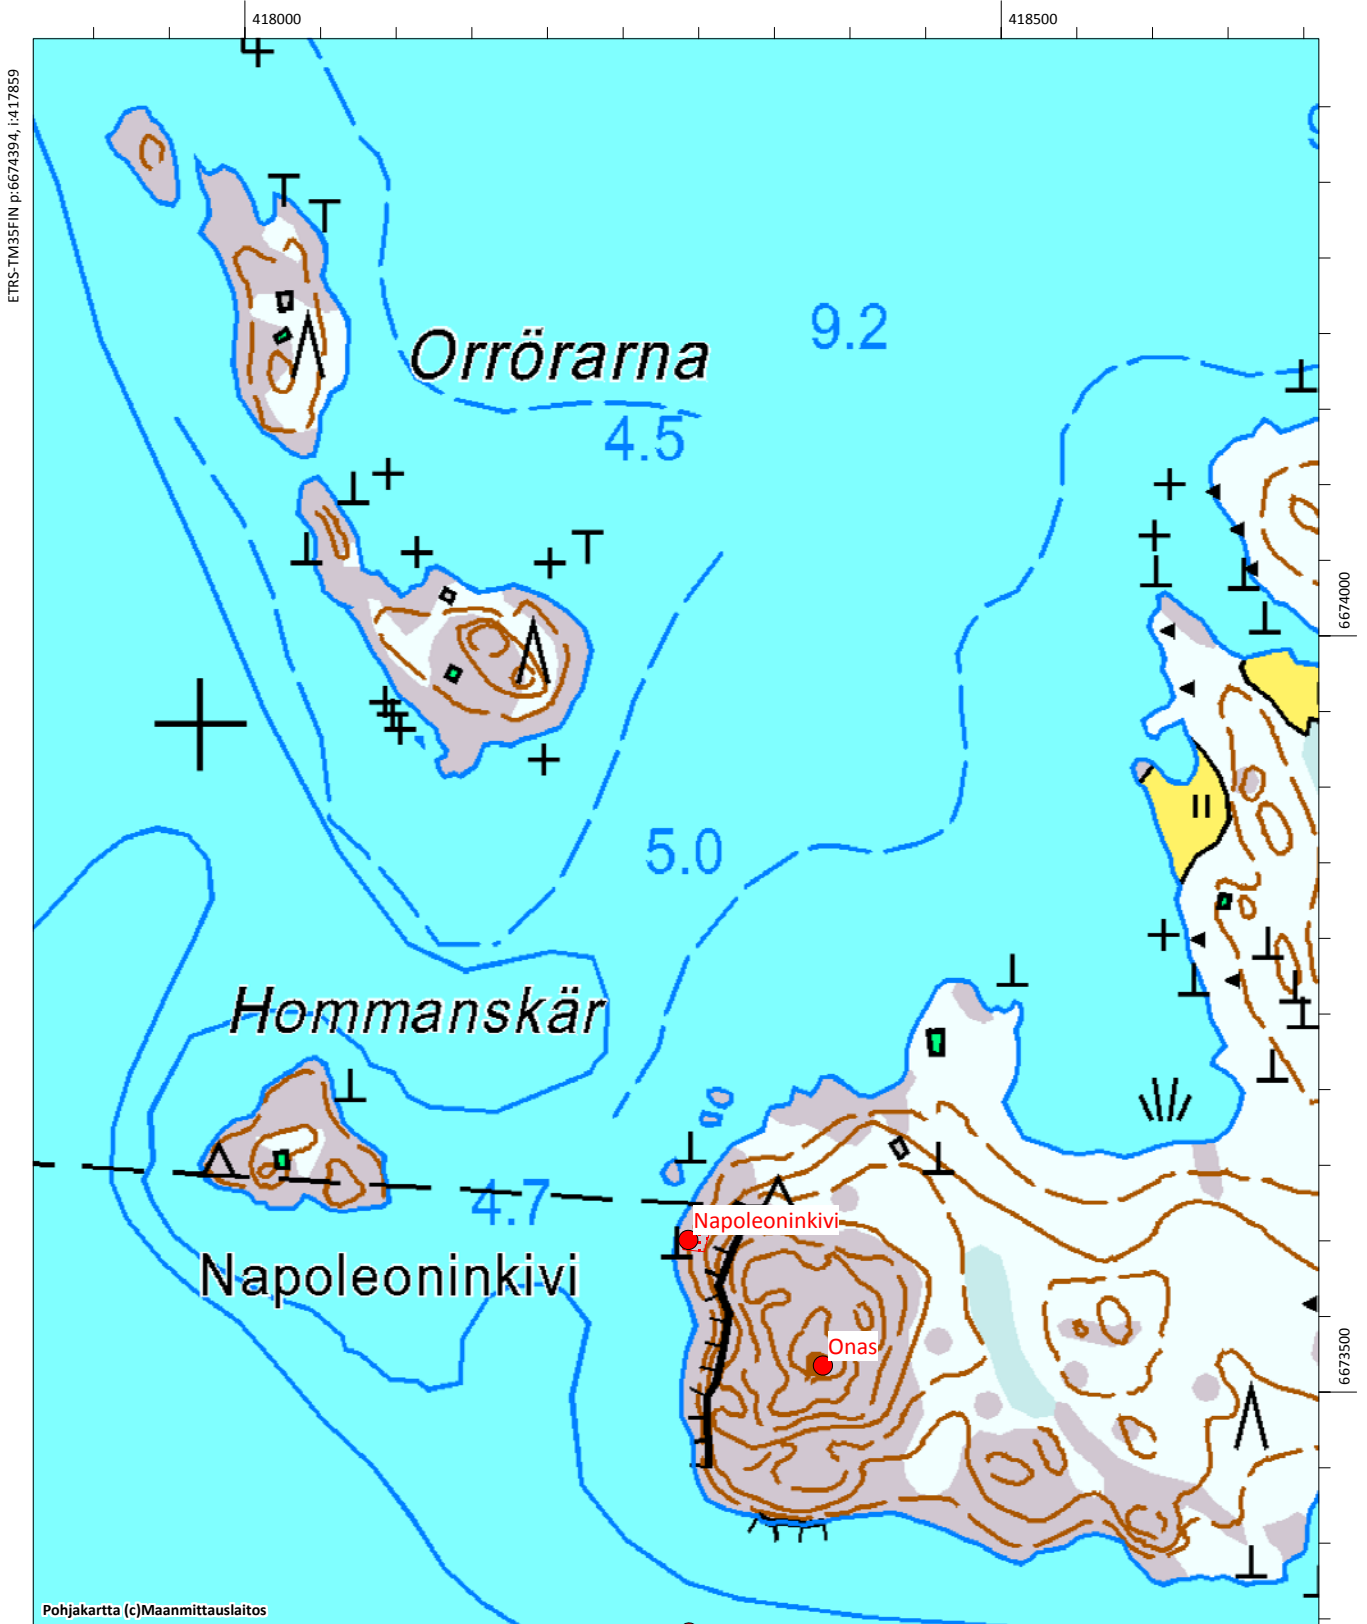 418000
418500
ETRS-TM35FIN p:6674394, i:417859
9.2
Orrörarna
4.5
6674000
5.0
Hommanskär
4.7
Napoleoninkivi
Napoleoninkivi
Onas
6673500
Pohjakartta (c)Maanmittauslaitos